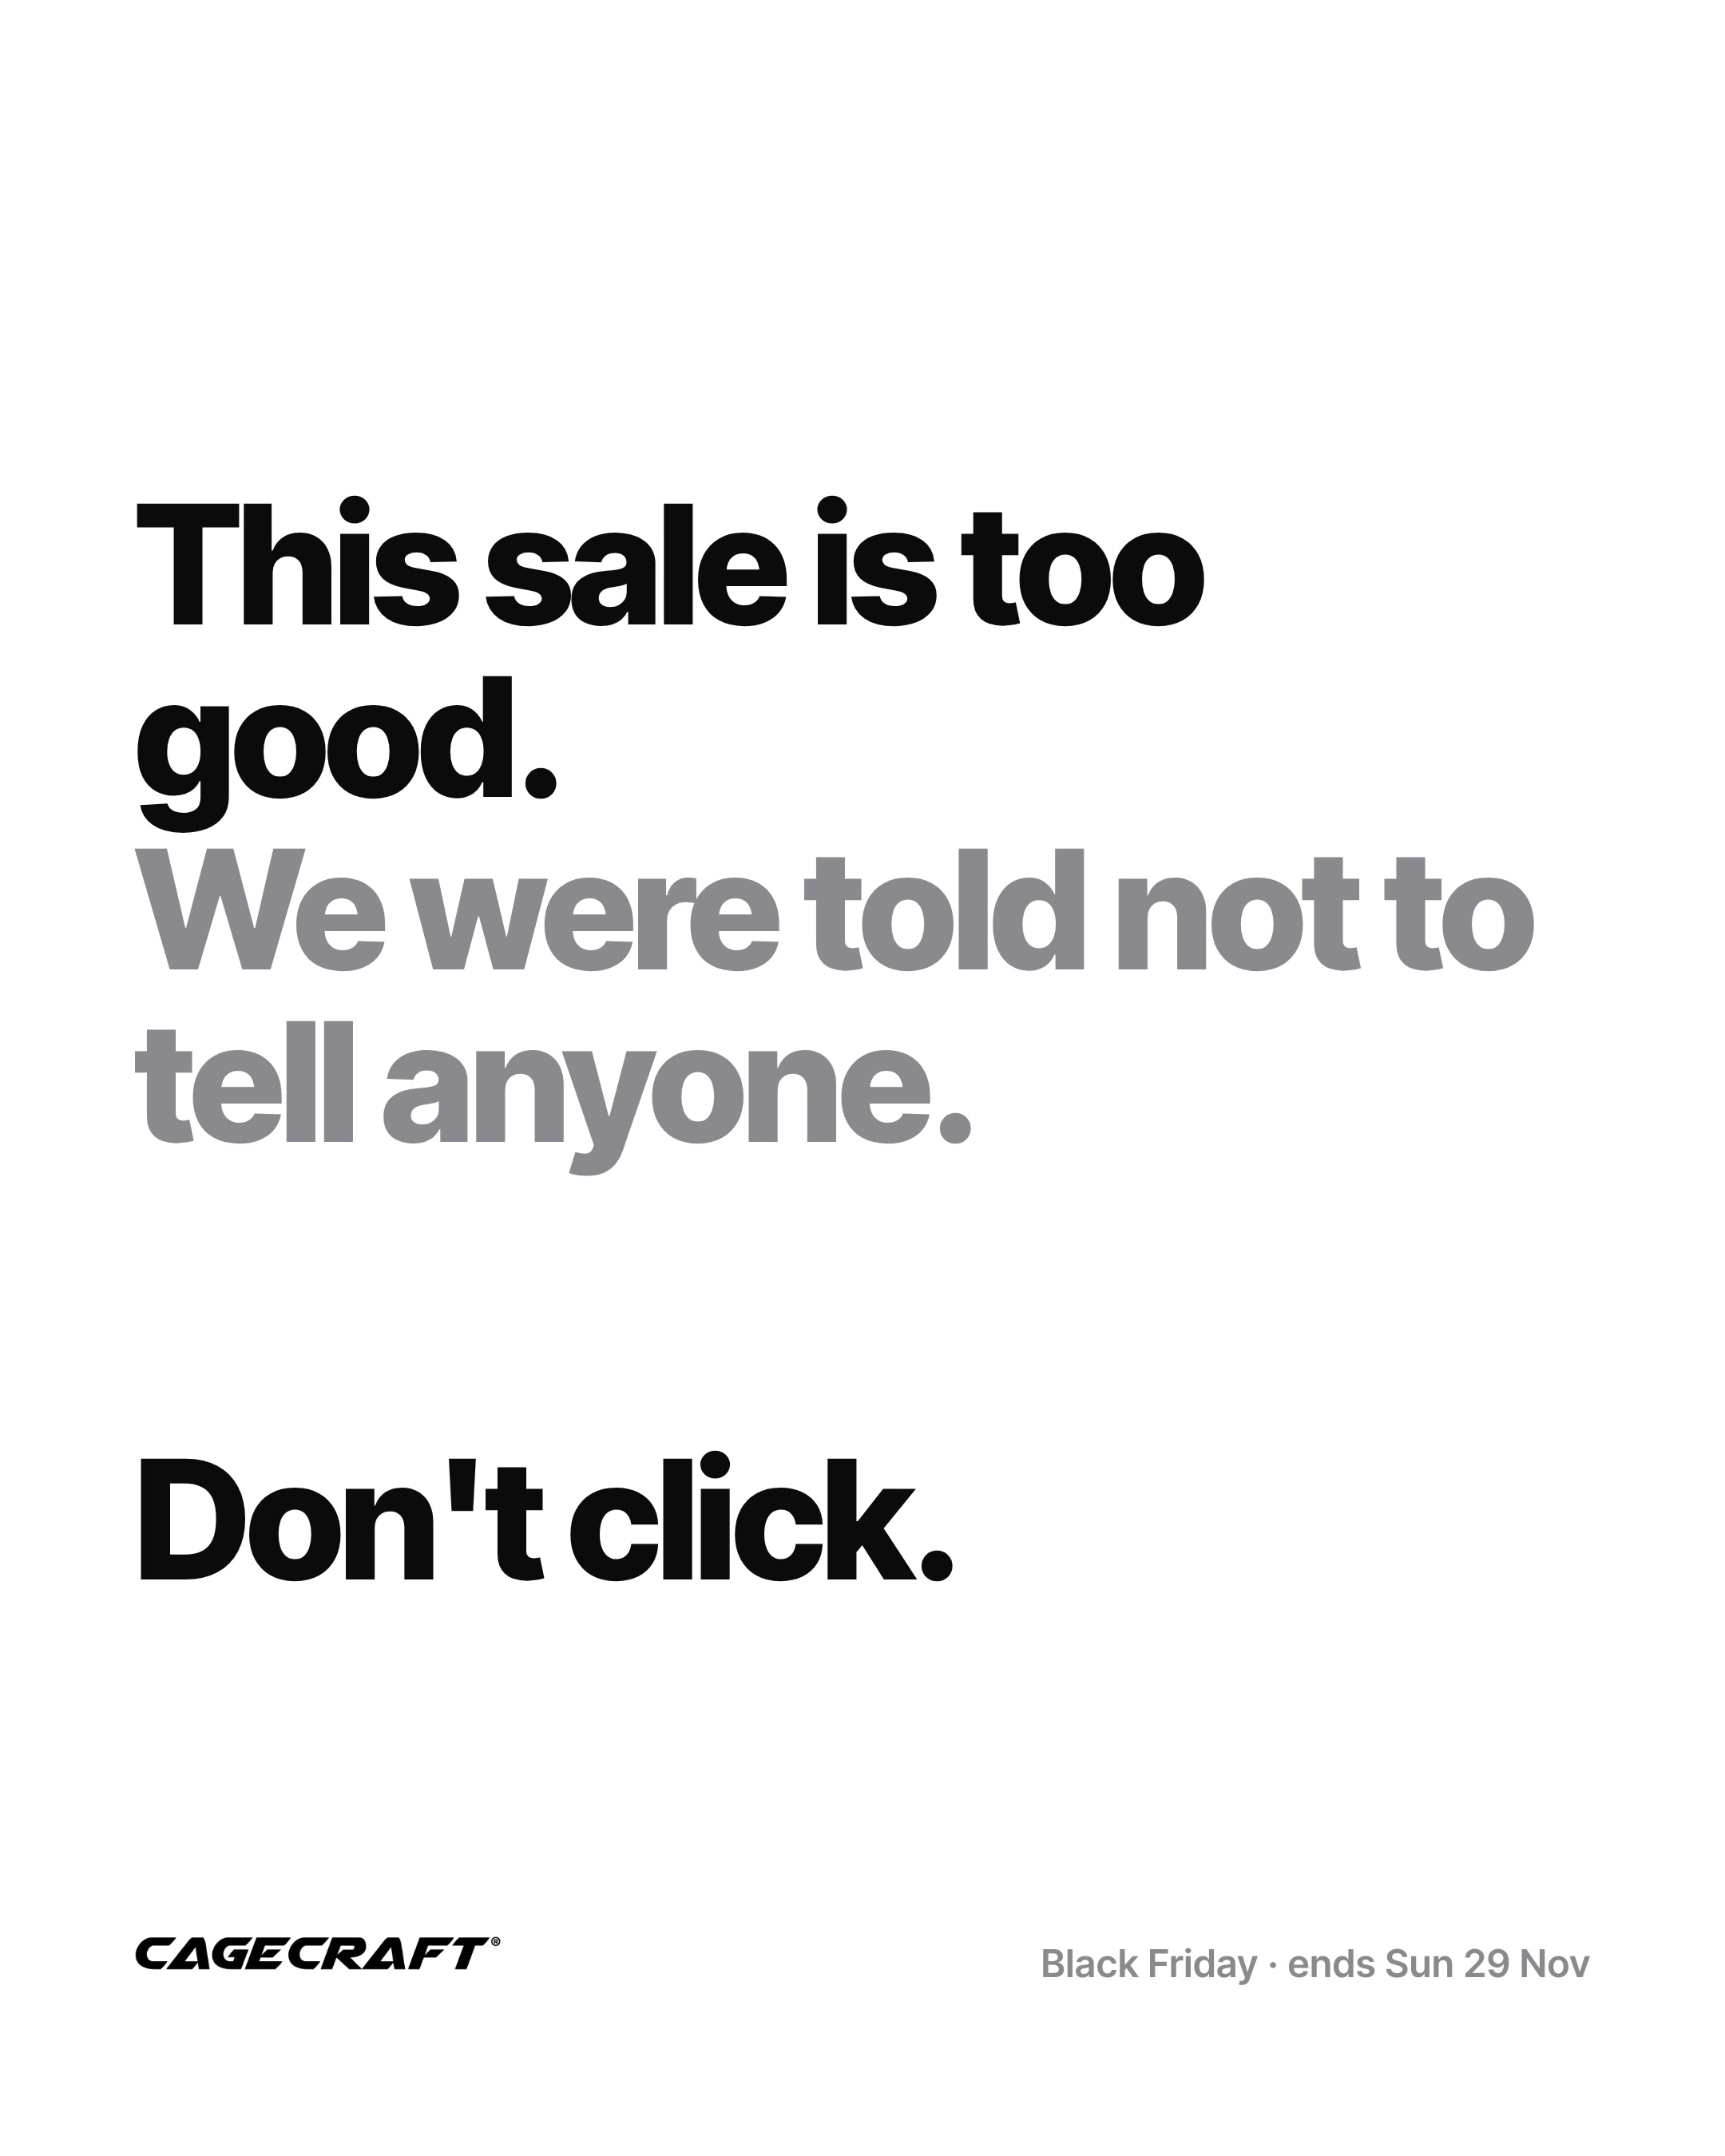 This sale is too
good.
We were told not to
tell anyone.
Don't click.
CAGECRAFT®
Black Friday · ends Sun 29 Nov